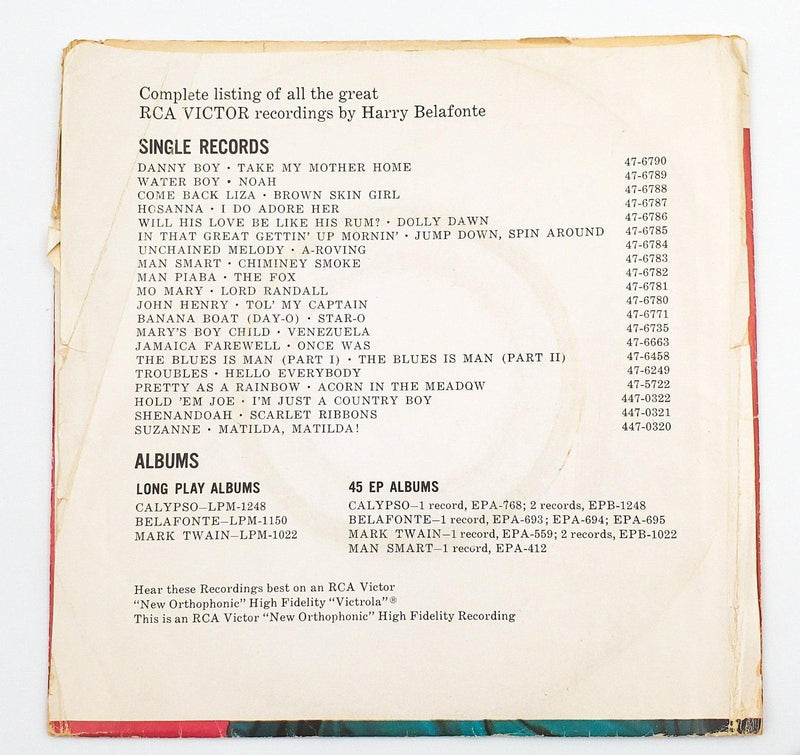 Complete listing of all the great
RCA VICTOR recordings by Harry Belafonte
SINGLE RECORDS
DANNY BOY • TAKE MY MOTHER HOME 47-6790
WATER BOY • NOAH 47-6789
COME BACK LIZA • BROWN SKIN GIRL 47-6788
HOSANNA • I DO ADORE HER 47-6787
WILL HIS LOVE BE LIKE HIS RUM? • DOLLY DAWN 47-6786
IN THAT GREAT GETTIN' UP MORNIN' • JUMP DOWN, SPIN AROUND 47-6785
UNCHAINED MELODY • A-ROVING 47-6784
MAN SMART • CHIMINEY SMOKE 47-6783
MAN PIABA • THE FOX 47-6782
MO MARY • LORD RANDALL 47-6781
JOHN HENRY • TOL' MY CAPTAIN 47-6780
BANANA BOAT (DAY-O) • STAR-O 47-6771
MARY'S BOY CHILD • VENEZUELA 47-6735
JAMAICA FAREWELL • ONCE WAS 47-6663
THE BLUES IS MAN (PART I) • THE BLUES IS MAN (PART II) 47-6458
TROUBLES • HELLO EVERYBODY 47-6249
PRETTY AS A RAINBOW • ACORN IN THE MEADOW 47-5722
HOLD 'EM JOE • I'M JUST A COUNTRY BOY 447-0322
SHENANDOAH • SCARLET RIBBONS 447-0321
SUZANNE • MATILDA, MATILDA! 447-0320
ALBUMS
LONG PLAY ALBUMS
CALYPSO—LPM-1248
BELAFONTE—LPM-1150
MARK TWAIN—LPM-1022
45 EP ALBUMS
CALYPSO—1 record, EPA-768; 2 records, EPB-1248
BELAFONTE—1 record, EPA-693; EPA-694; EPA-695
MARK TWAIN—1 record, EPA-559; 2 records, EPB-1022
MAN SMART—1 record, EPA-412
Hear these Recordings best on an RCA Victor
"New Orthophonic" High Fidelity "Victrola"®
This is an RCA Victor "New Orthophonic" High Fidelity Recording